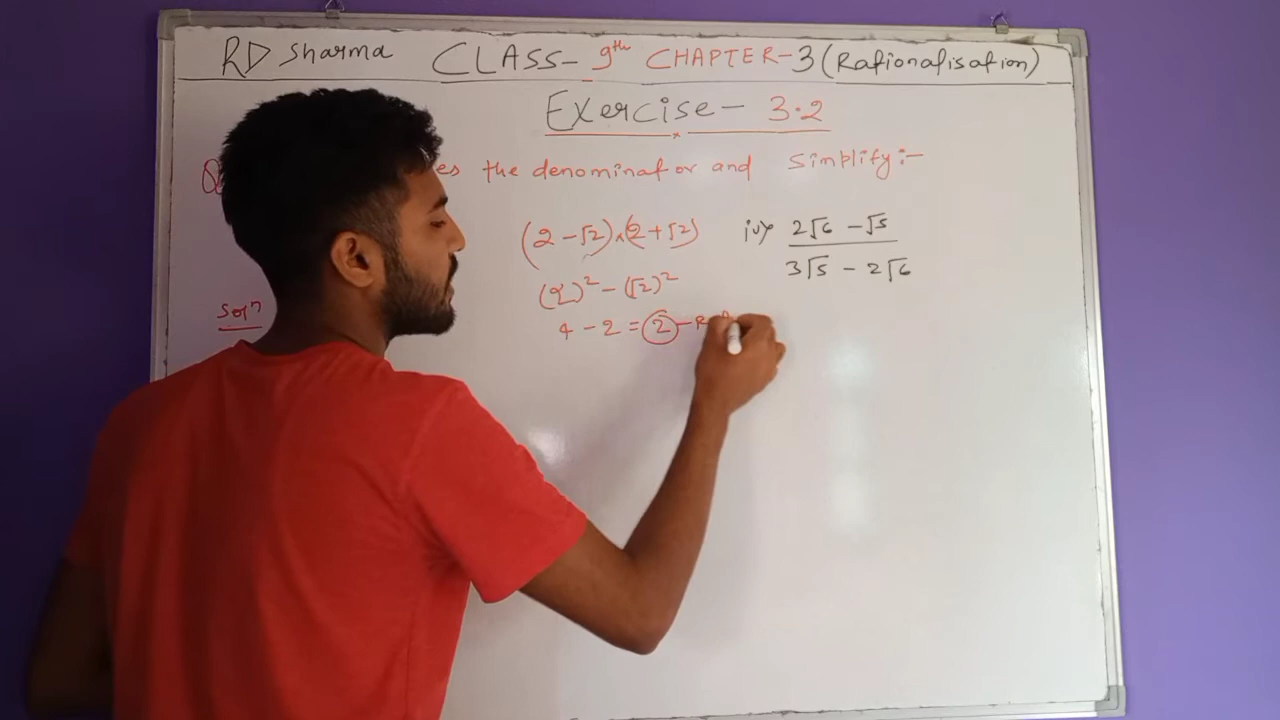 RD Sharma CLASS- 9th CHAPTER-3 (Rationalisation)
Exercise- 3.2
es the denominator and simplify:-
(2-√2)×(2+√2)
(2)² - (√2)²
4 - 2 = 2 -
iv) 2√6 - √5
3√5 - 2√6
Solⁿ